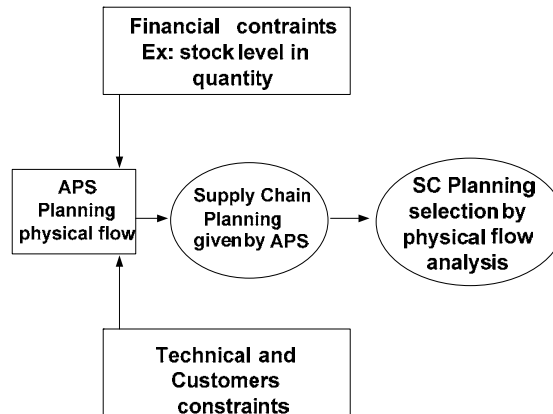 Financial contraints
Ex: stock level in
quantity
APS
Planning
physical flow
Supply Chain
Planning
given by APS
SC Planning
selection by
physical flow
analysis
Technical and
Customers
constraints